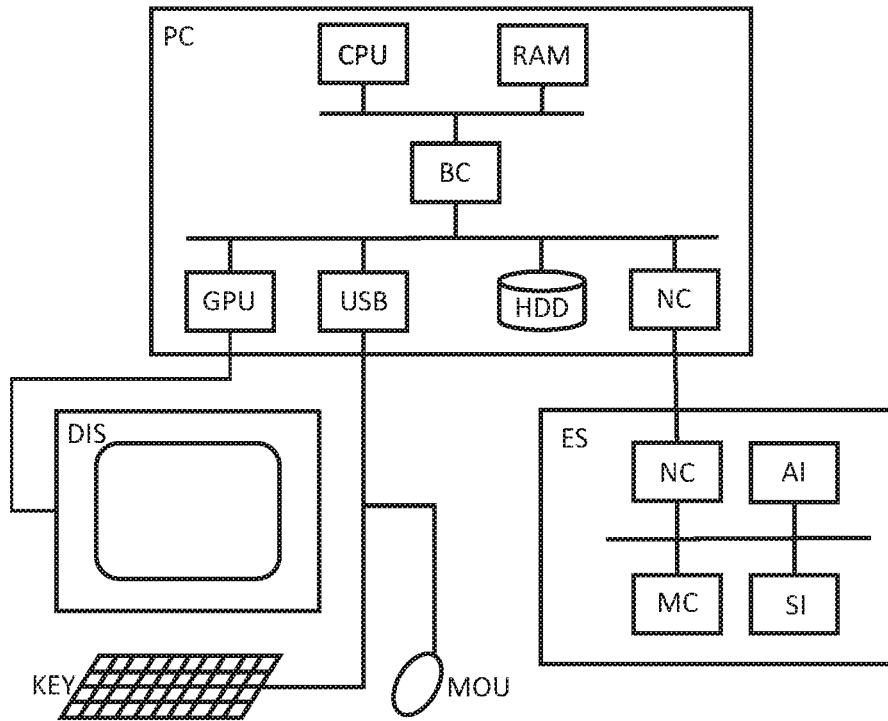 PC
CPU RAM
BC
GPU USB HDD NC
DIS
ES
NC AI
MC SI
KEY
MOU